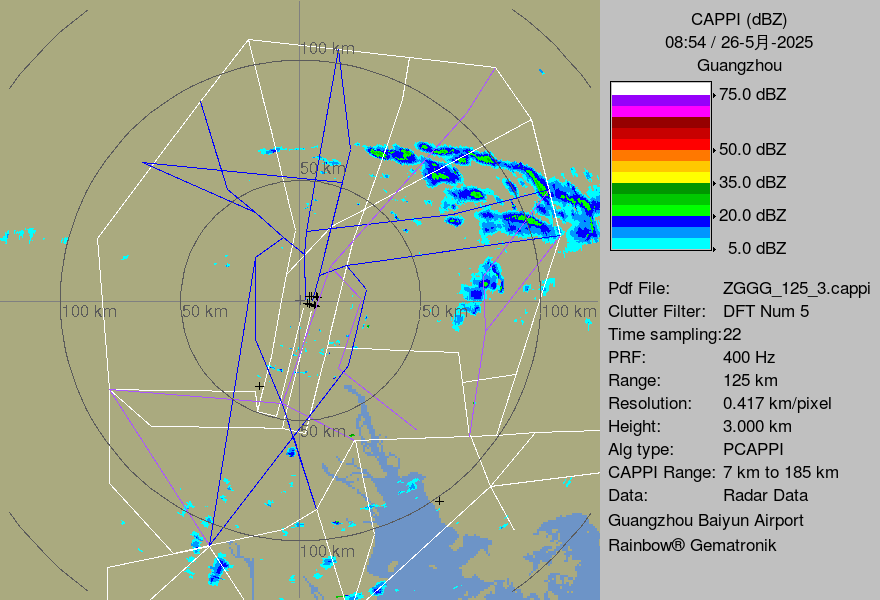 CAPPI (dBZ)
08:54 / 26-5月-2025
Guangzhou
75.0 dBZ
50.0 dBZ
35.0 dBZ
20.0 dBZ
5.0 dBZ
Pdf File: ZGGG_125_3.cappi
Clutter Filter: DFT Num 5
Time sampling:22
PRF: 400 Hz
Range: 125 km
Resolution: 0.417 km/pixel
Height: 3.000 km
Alg type: PCAPPI
CAPPI Range: 7 km to 185 km
Data: Radar Data
Guangzhou Baiyun Airport
Rainbow® Gematronik
100 km
50 km
100 km
50 km
50 km
100 km
50 km
100 km